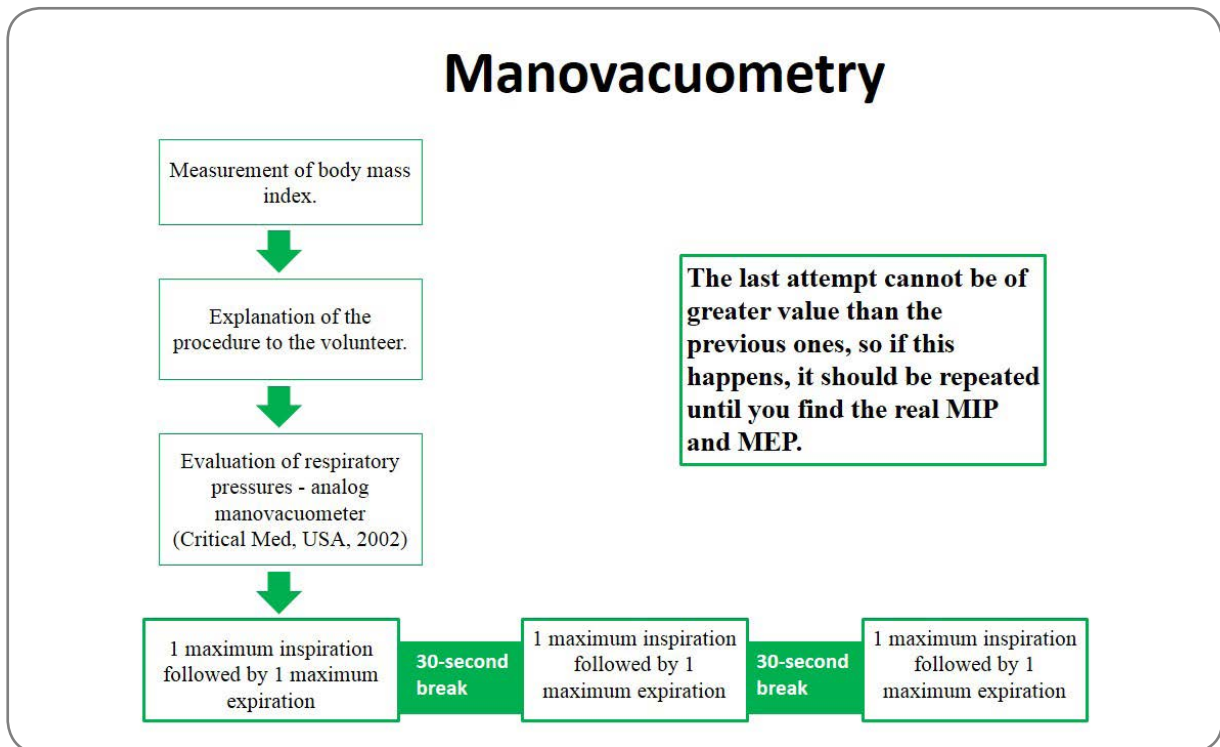 Manovacuometry
Measurement of body mass
index.
Explanation of the
procedure to the volunteer.
The last attempt cannot be of
greater value than the
previous ones, so if this
happens, it should be repeated
until you find the real MIP
and MEP.
Evaluation of respiratory
pressures - analog
manovacuometer
(Critical Med, USA, 2002)
1 maximum inspiration
followed by 1 maximum
expiration
30-second
break
1 maximum inspiration
followed by 1
maximum expiration
30-second
break
1 maximum inspiration
followed by 1
maximum expiration